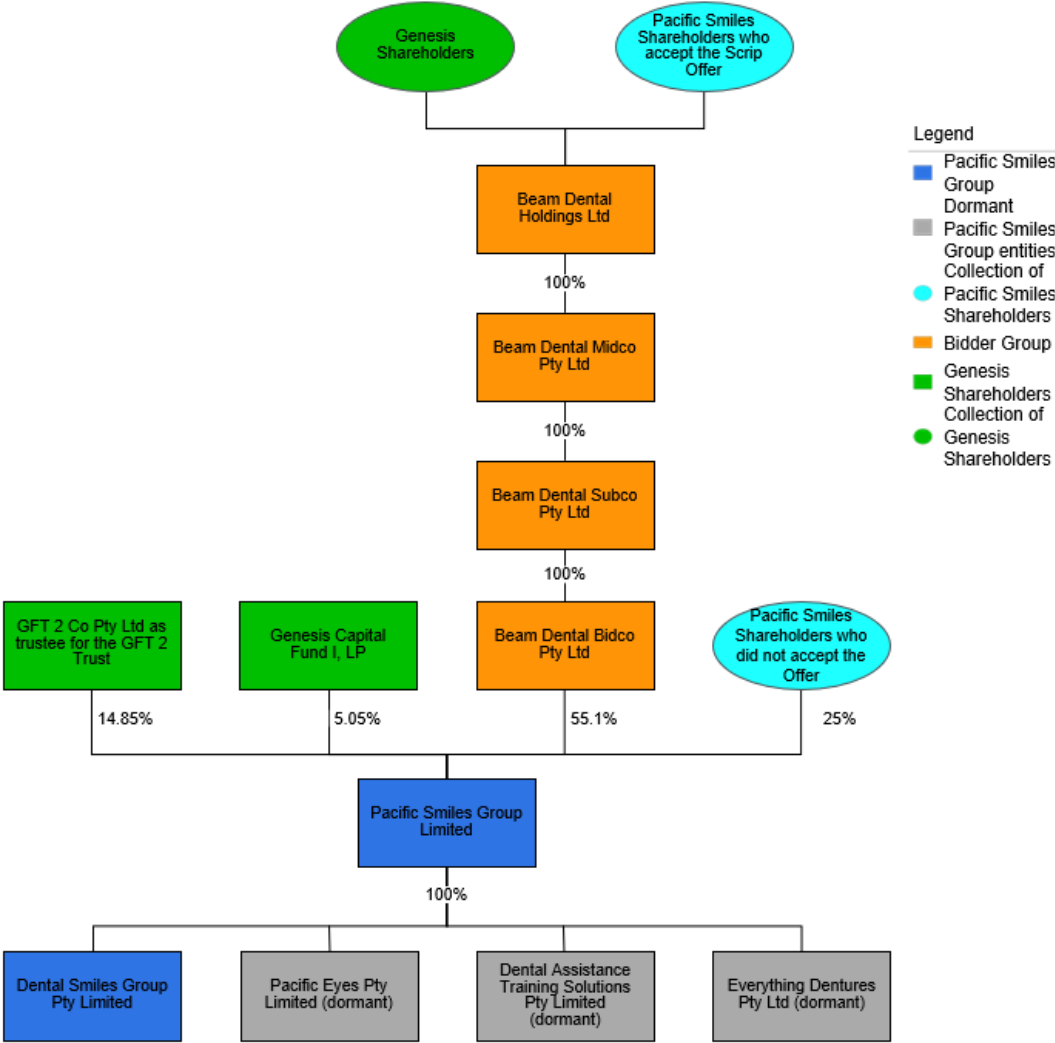 Genesis
Shareholders
Pacific Smiles
Shareholders who
accept the Scrip
Offer
Legend
Pacific Smiles
Group
Dormant
Pacific Smiles
Group entities
Collection of
Pacific Smiles
Shareholders
Bidder Group
Genesis
Shareholders
Collection of
Genesis
Shareholders
Beam Dental
Holdings Ltd
100%
Beam Dental Midco
Pty Ltd
100%
Beam Dental Subco
Pty Ltd
100%
GFT 2 Co Pty Ltd as
trustee for the GFT 2
Trust
Genesis Capital
Fund I, LP
Beam Dental Bidco
Pty Ltd
Pacific Smiles
Shareholders who
did not accept the
Offer
14.85%
5.05%
55.1%
25%
Pacific Smiles Group
Limited
100%
Dental Smiles Group
Pty Limited
Pacific Eyes Pty
Limited (dormant)
Dental Assistance
Training Solutions
Pty Limited
(dormant)
Everything Dentures
Pty Ltd (dormant)